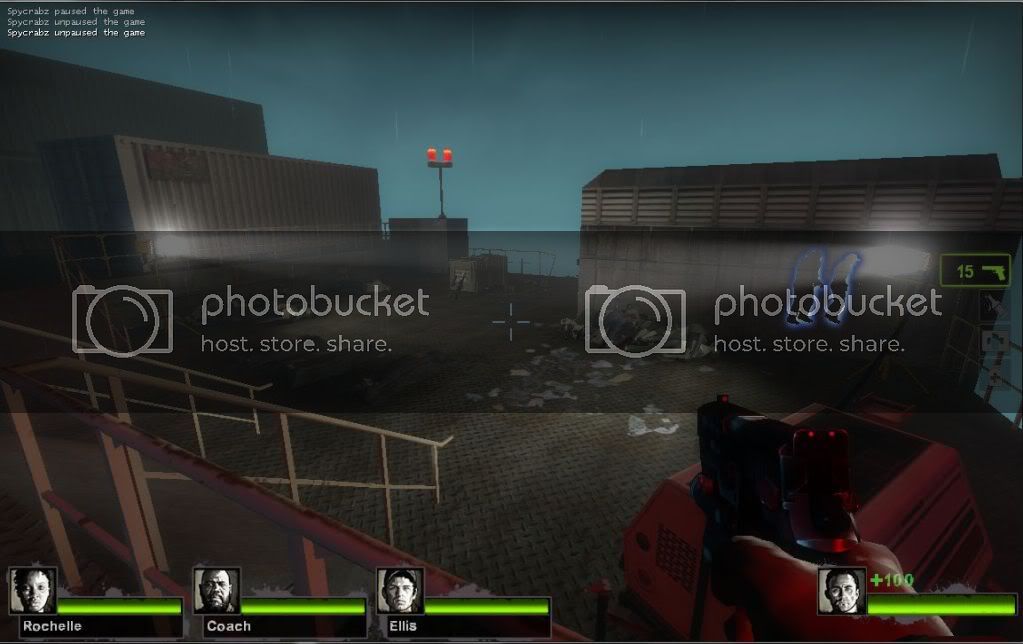 Spycrabz paused the game
Spycrabz unpaused the game
Spycrabz unpaused the game
photobucket
host. store. share.
photobucket
host. store. share.
15
+100
Rochelle
Coach
Ellis